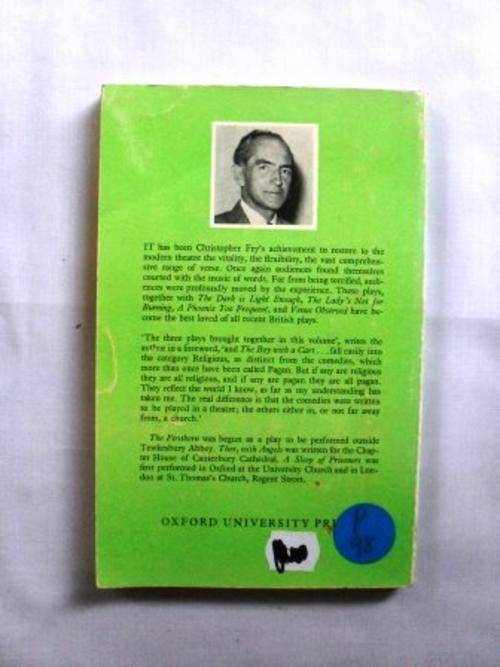 IT has been Christopher Fry's achievement to restore to the
modern theatre the vitality, the flexibility, the vast comprehen-
sive range of verse. Once again audiences found themselves
courted with the music of words. Far from being terrified, audi-
ences were profoundly moved by the experience. These plays,
together with The Dark is Light Enough, The Lady's Not for
Burning, A Phoenix Too Frequent, and Venus Observed have be-
come the best loved of all recent British plays.
'The three plays brought together in this volume', writes the
author in a foreword, 'and The Boy with a Cart . . . fall easily into
the category Religious, as distinct from the comedies, which
more than once have been called Pagan. But if any are religious
they are all religious, and if any are pagan they are all pagan.
They reflect the world I know, as far as my understanding has
taken me. The real difference is that the comedies were written
to be played in a theatre; the others either in, or not far away
from, a church.'
The Firstborn was begun as a play to be performed outside
Tewkesbury Abbey. Thor, with Angels was written for the Chap-
ter House of Canterbury Cathedral. A Sleep of Prisoners was
first performed in Oxford at the University Church and in Lon-
don at St. Thomas's Church, Regent Street.
OXFORD UNIVERSITY PRE
P
98